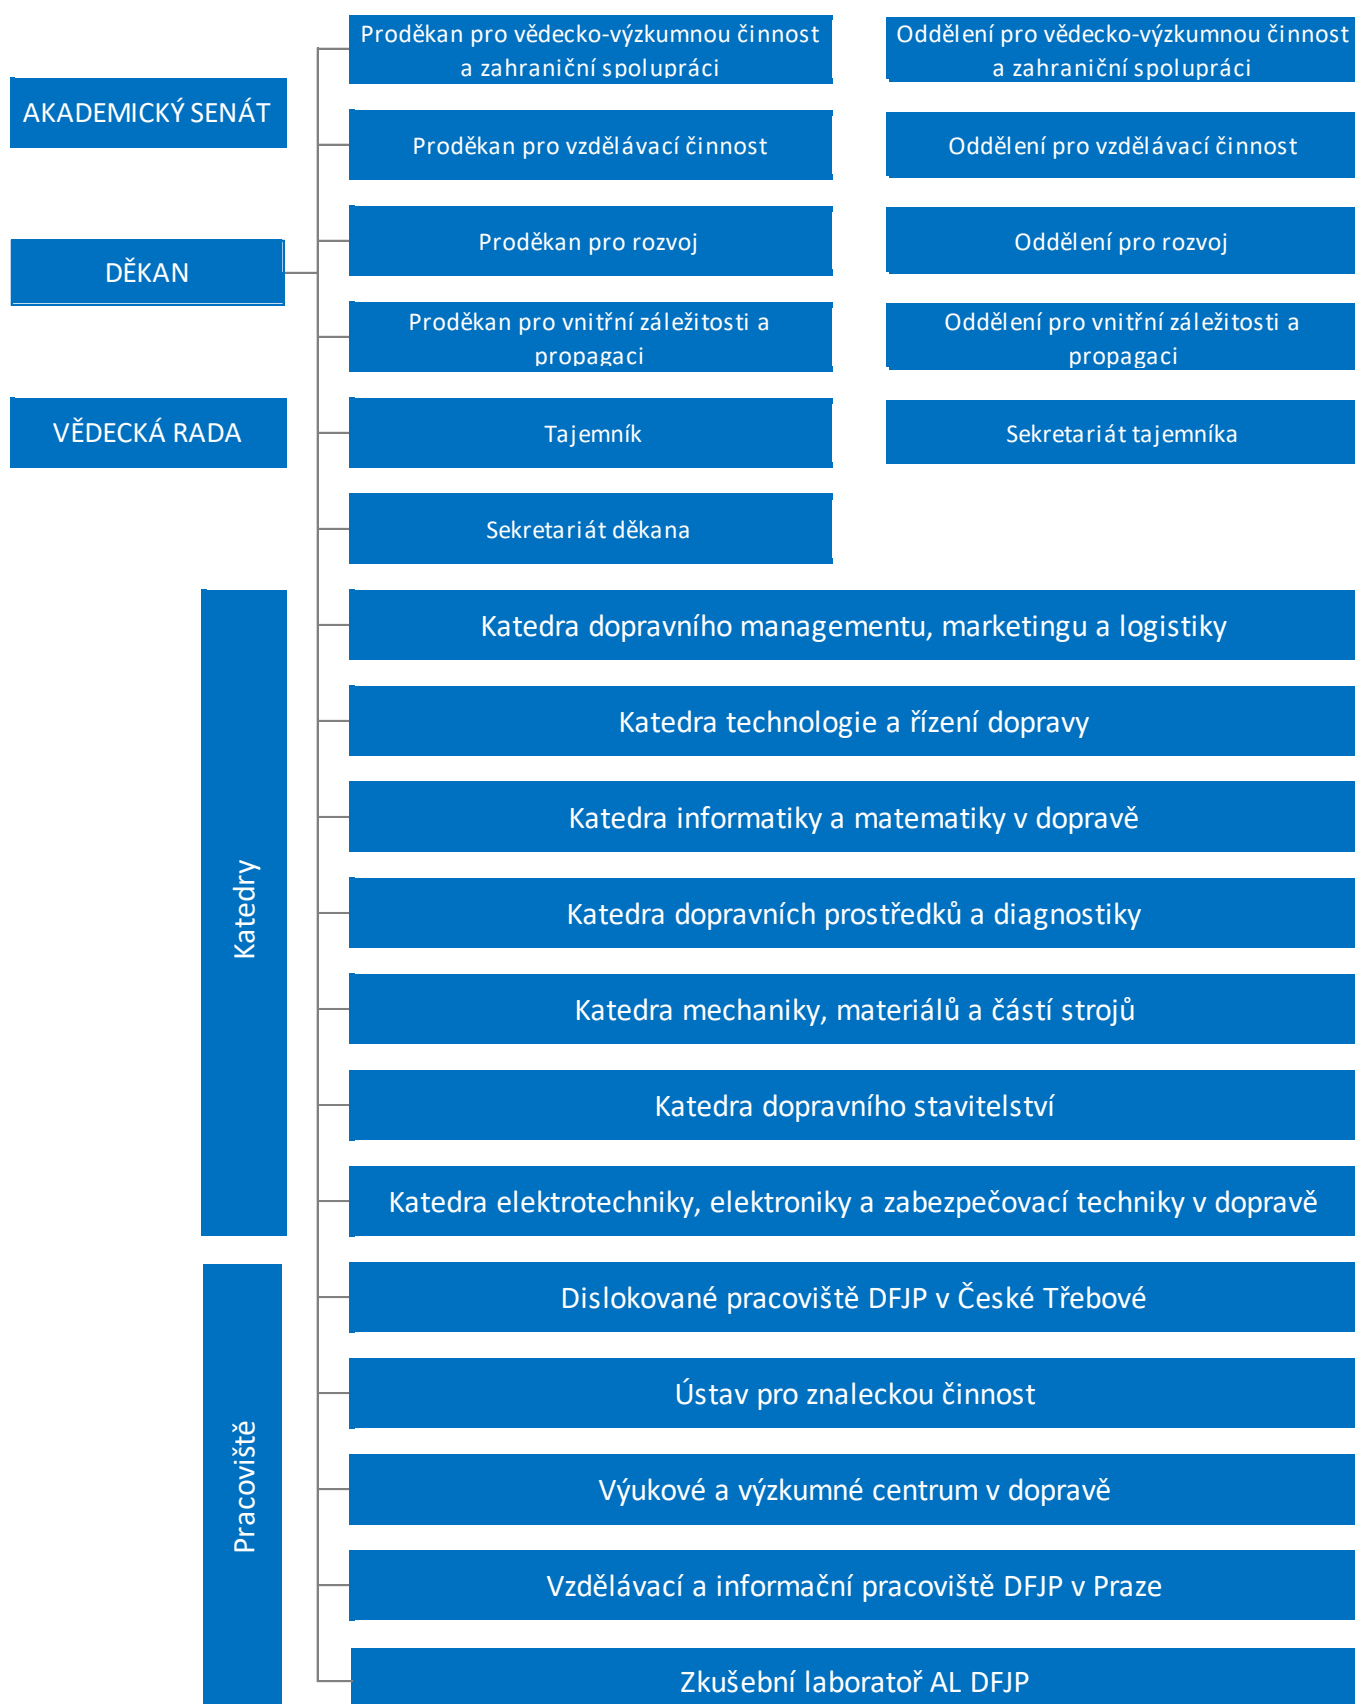 AKADEMICKÝ SENÁT
DĚKAN
VĚDECKÁ RADA
Proděkan pro vědecko-výzkumnou činnost
a zahraniční spolupráci
Oddělení pro vědecko-výzkumnou činnost
a zahraniční spolupráci
Proděkan pro vzdělávací činnost
Oddělení pro vzdělávací činnost
Proděkan pro rozvoj
Oddělení pro rozvoj
Proděkan pro vnitřní záležitosti a
propagaci
Oddělení pro vnitřní záležitosti a
propagaci
Tajemník
Sekretariát tajemníka
Sekretariát děkana
Katedry
Katedra dopravního managementu, marketingu a logistiky
Katedra technologie a řízení dopravy
Katedra informatiky a matematiky v dopravě
Katedra dopravních prostředků a diagnostiky
Katedra mechaniky, materiálů a částí strojů
Katedra dopravního stavitelství
Katedra elektrotechniky, elektroniky a zabezpečovací techniky v dopravě
Pracoviště
Dislokované pracoviště DFJP v České Třebové
Ústav pro znaleckou činnost
Výukové a výzkumné centrum v dopravě
Vzdělávací a informační pracoviště DFJP v Praze
Zkušební laboratoř AL DFJP